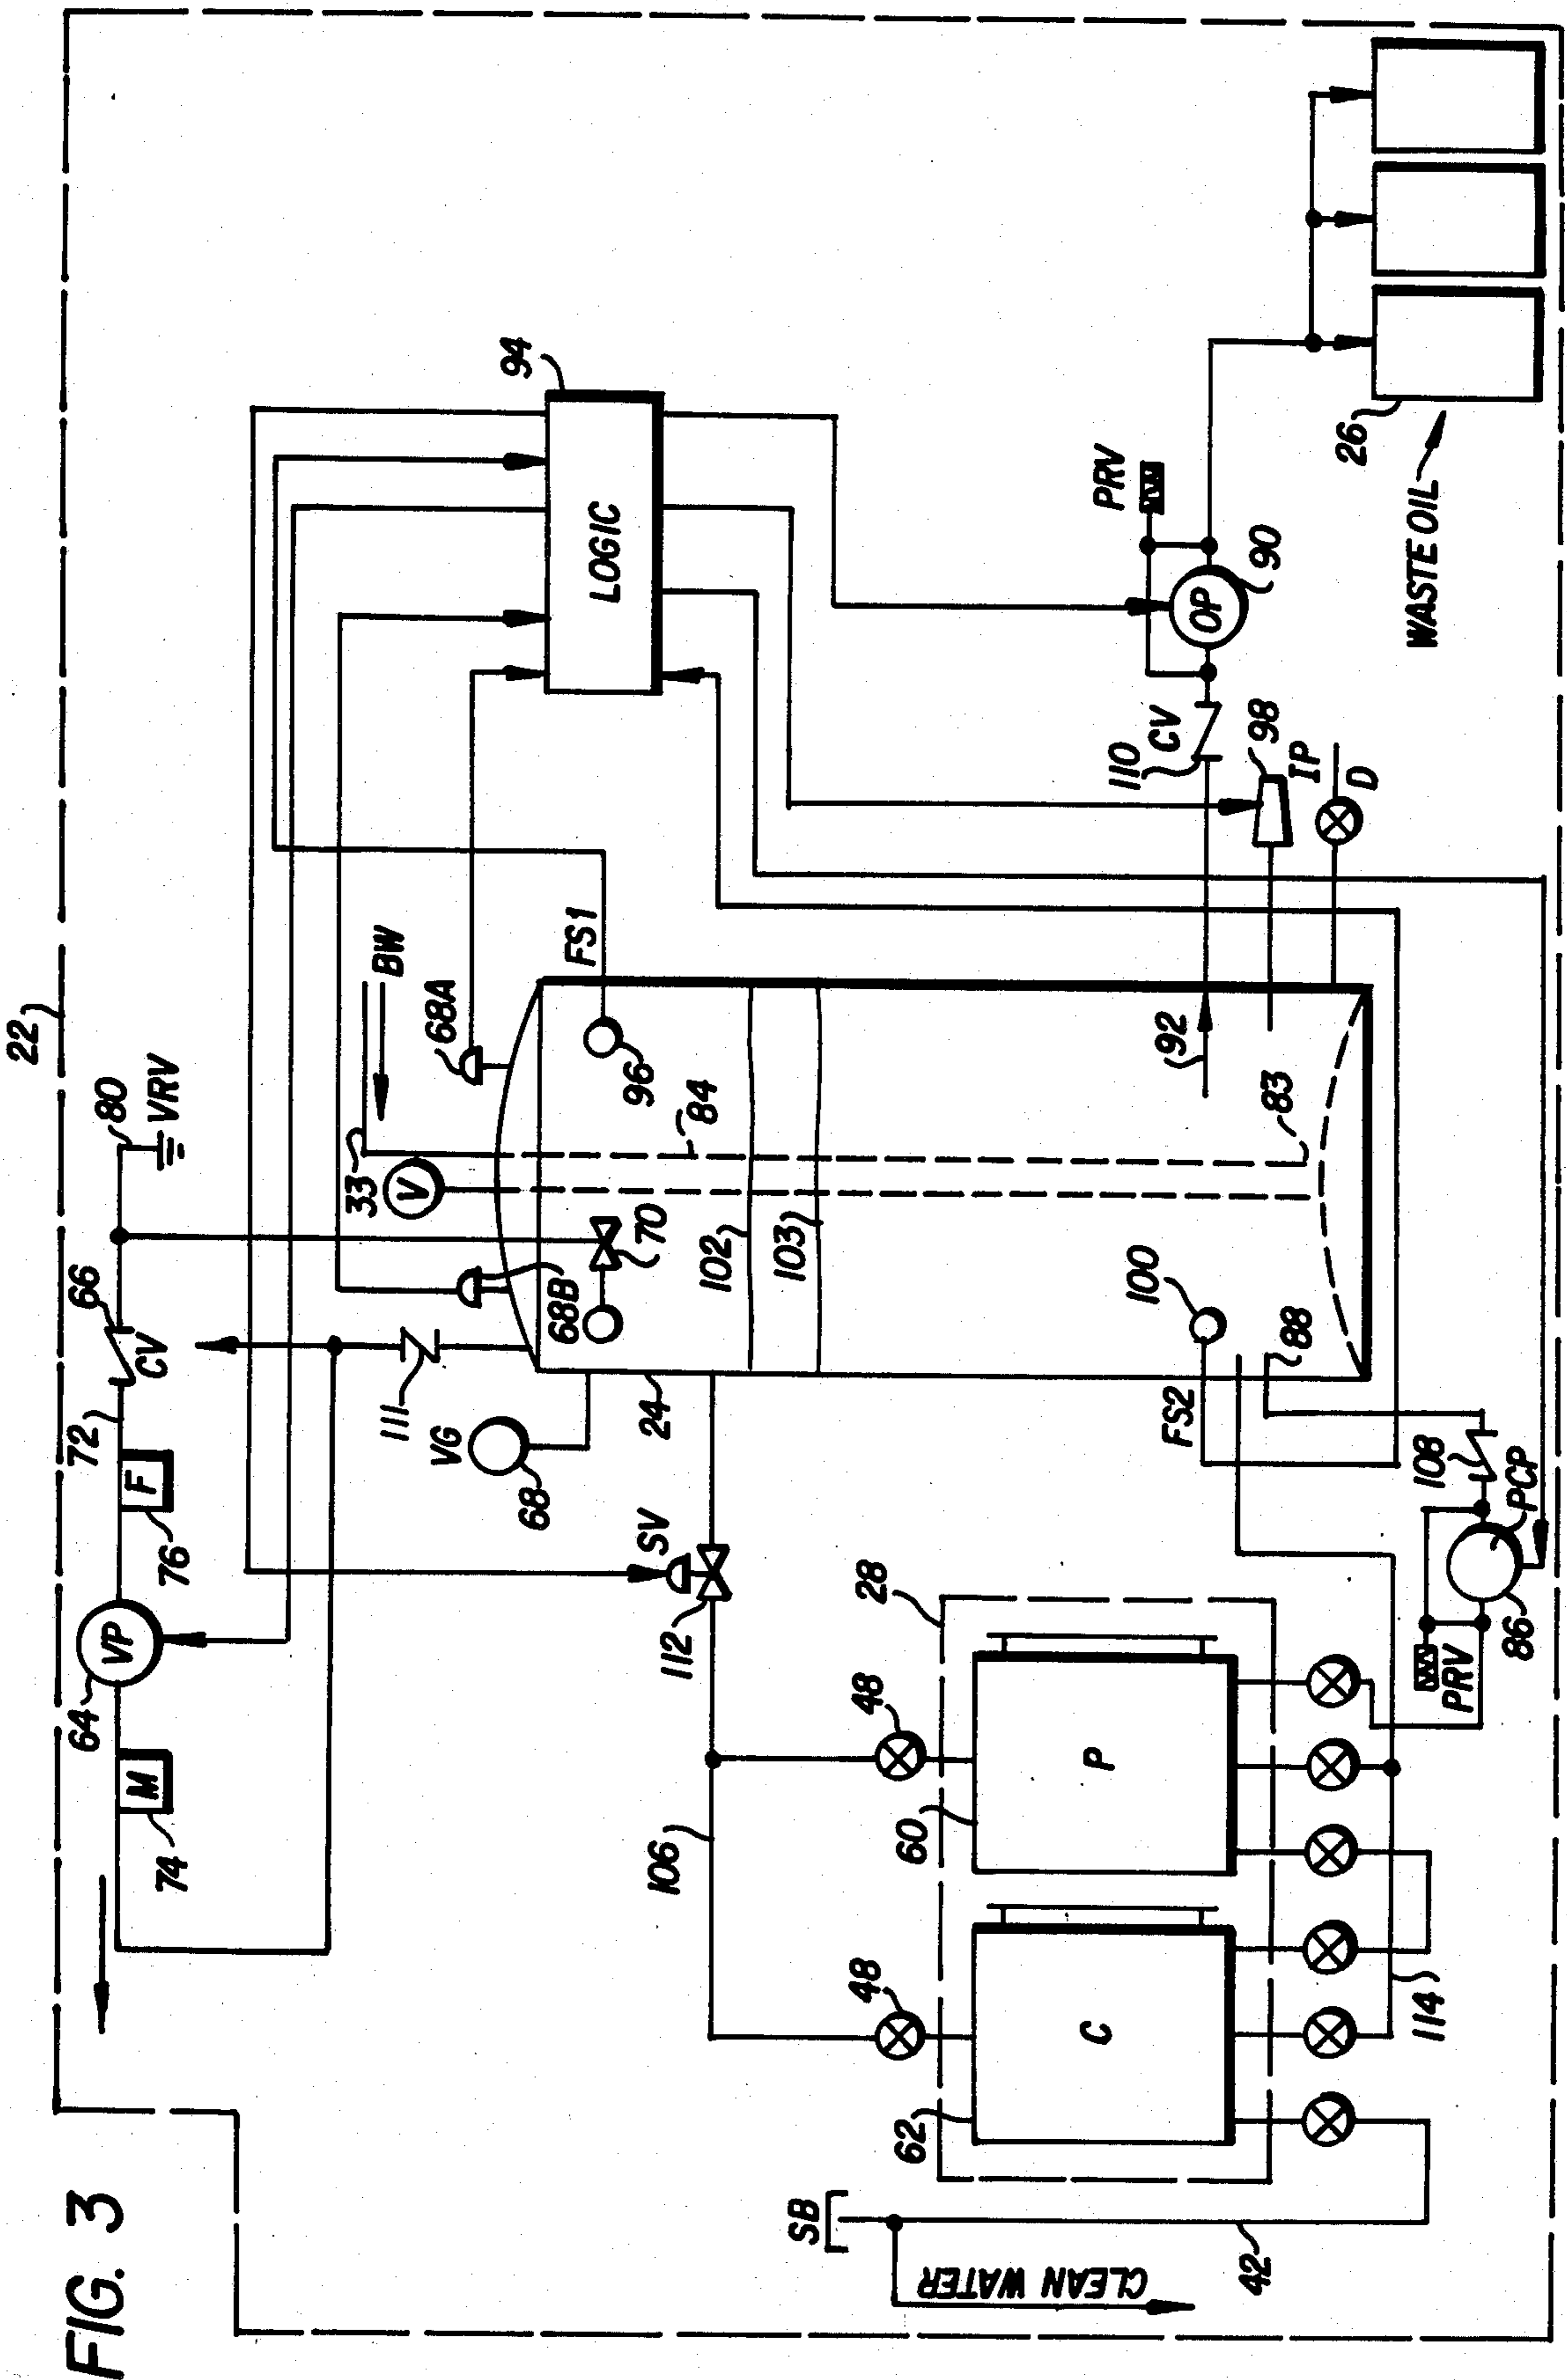 FIG. 3
22
80
VRV
66
CV
72
F
76
VP
64
M
74
33
V
BW
68A
94
LOGIC
111
VG
68
68B
70
FS1
96
84
24
102
103
SV
112
106
48
48
28
60
P
62
C
SB
CLEAN WATER
42
114
100
FS2
88
83
92
110
CV
PRV
OP
90
98
IP
D
108
PCP
PRV
86
26
WASTE OIL